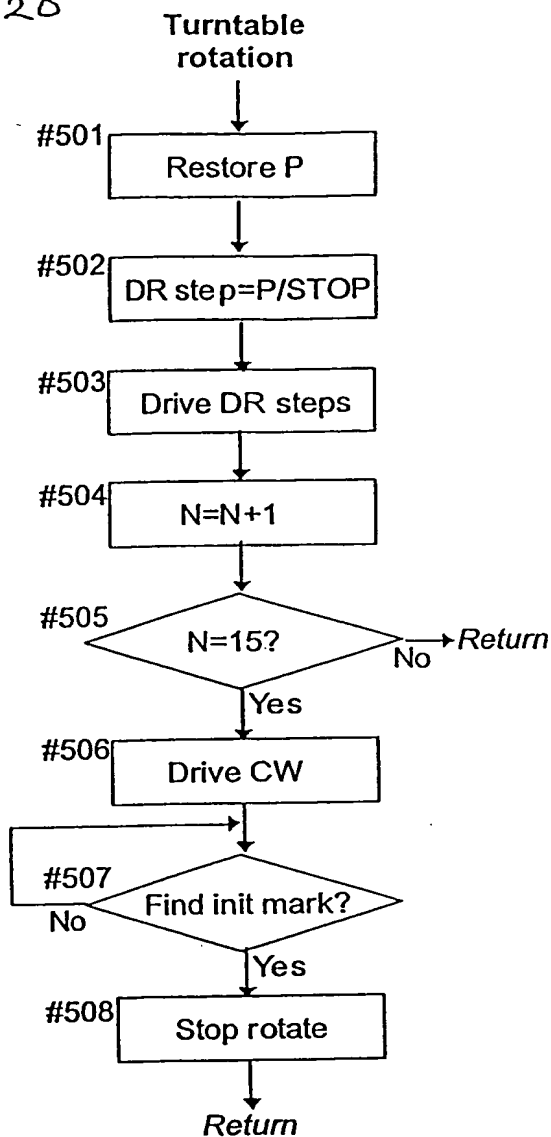 20
Turntable
rotation
#501
Restore P
#502
DR step=P/STOP
#503
Drive DR steps
#504
N=N+1
#505
N=15?
No
Return
Yes
#506
Drive CW
#507
Find init mark?
No
Yes
#508
Stop rotate
Return